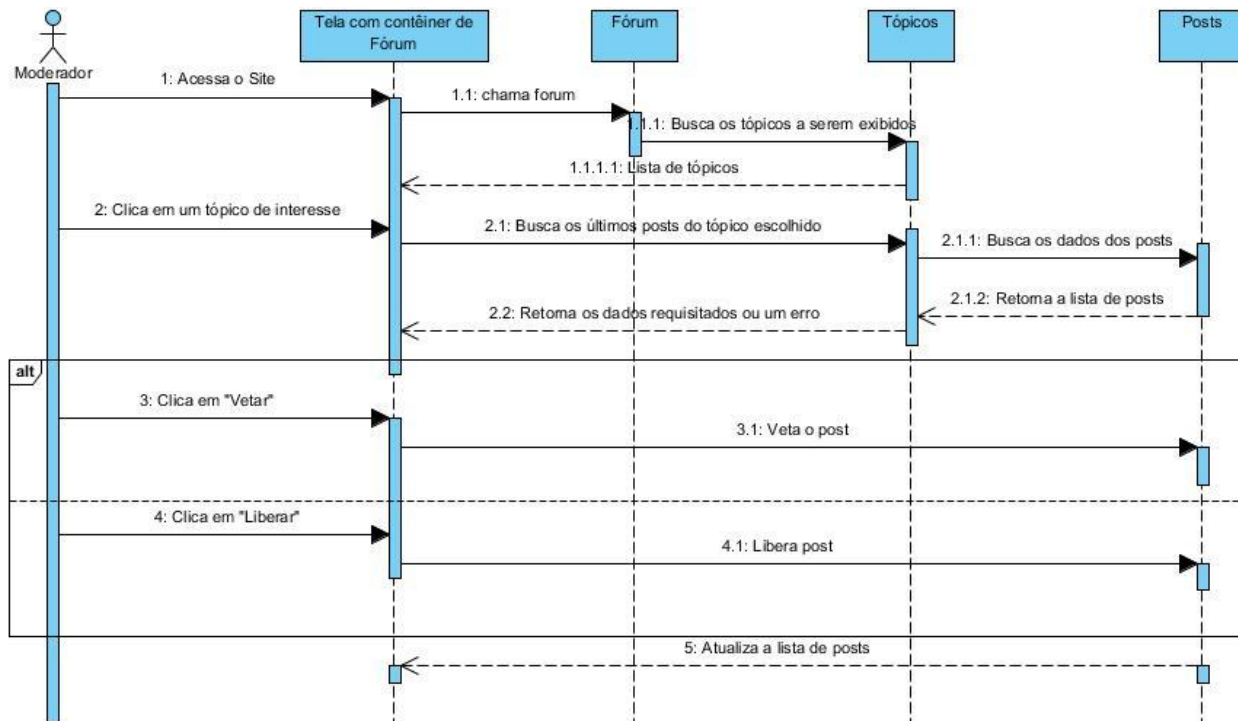 Moderador
Tela com contêiner de
Fórum
Fórum
Tópicos
Posts
1: Acessa o Site
1.1: chama forum
1.1.1: Busca os tópicos a serem exibidos
1.1.1.1: Lista de tópicos
2: Clica em um tópico de interesse
2.1: Busca os últimos posts do tópico escolhido
2.1.1: Busca os dados dos posts
2.1.2: Retorna a lista de posts
2.2: Retorna os dados requisitados ou um erro
alt
3: Clica em "Vetar"
3.1: Veta o post
4: Clica em "Liberar"
4.1: Libera post
5: Atualiza a lista de posts